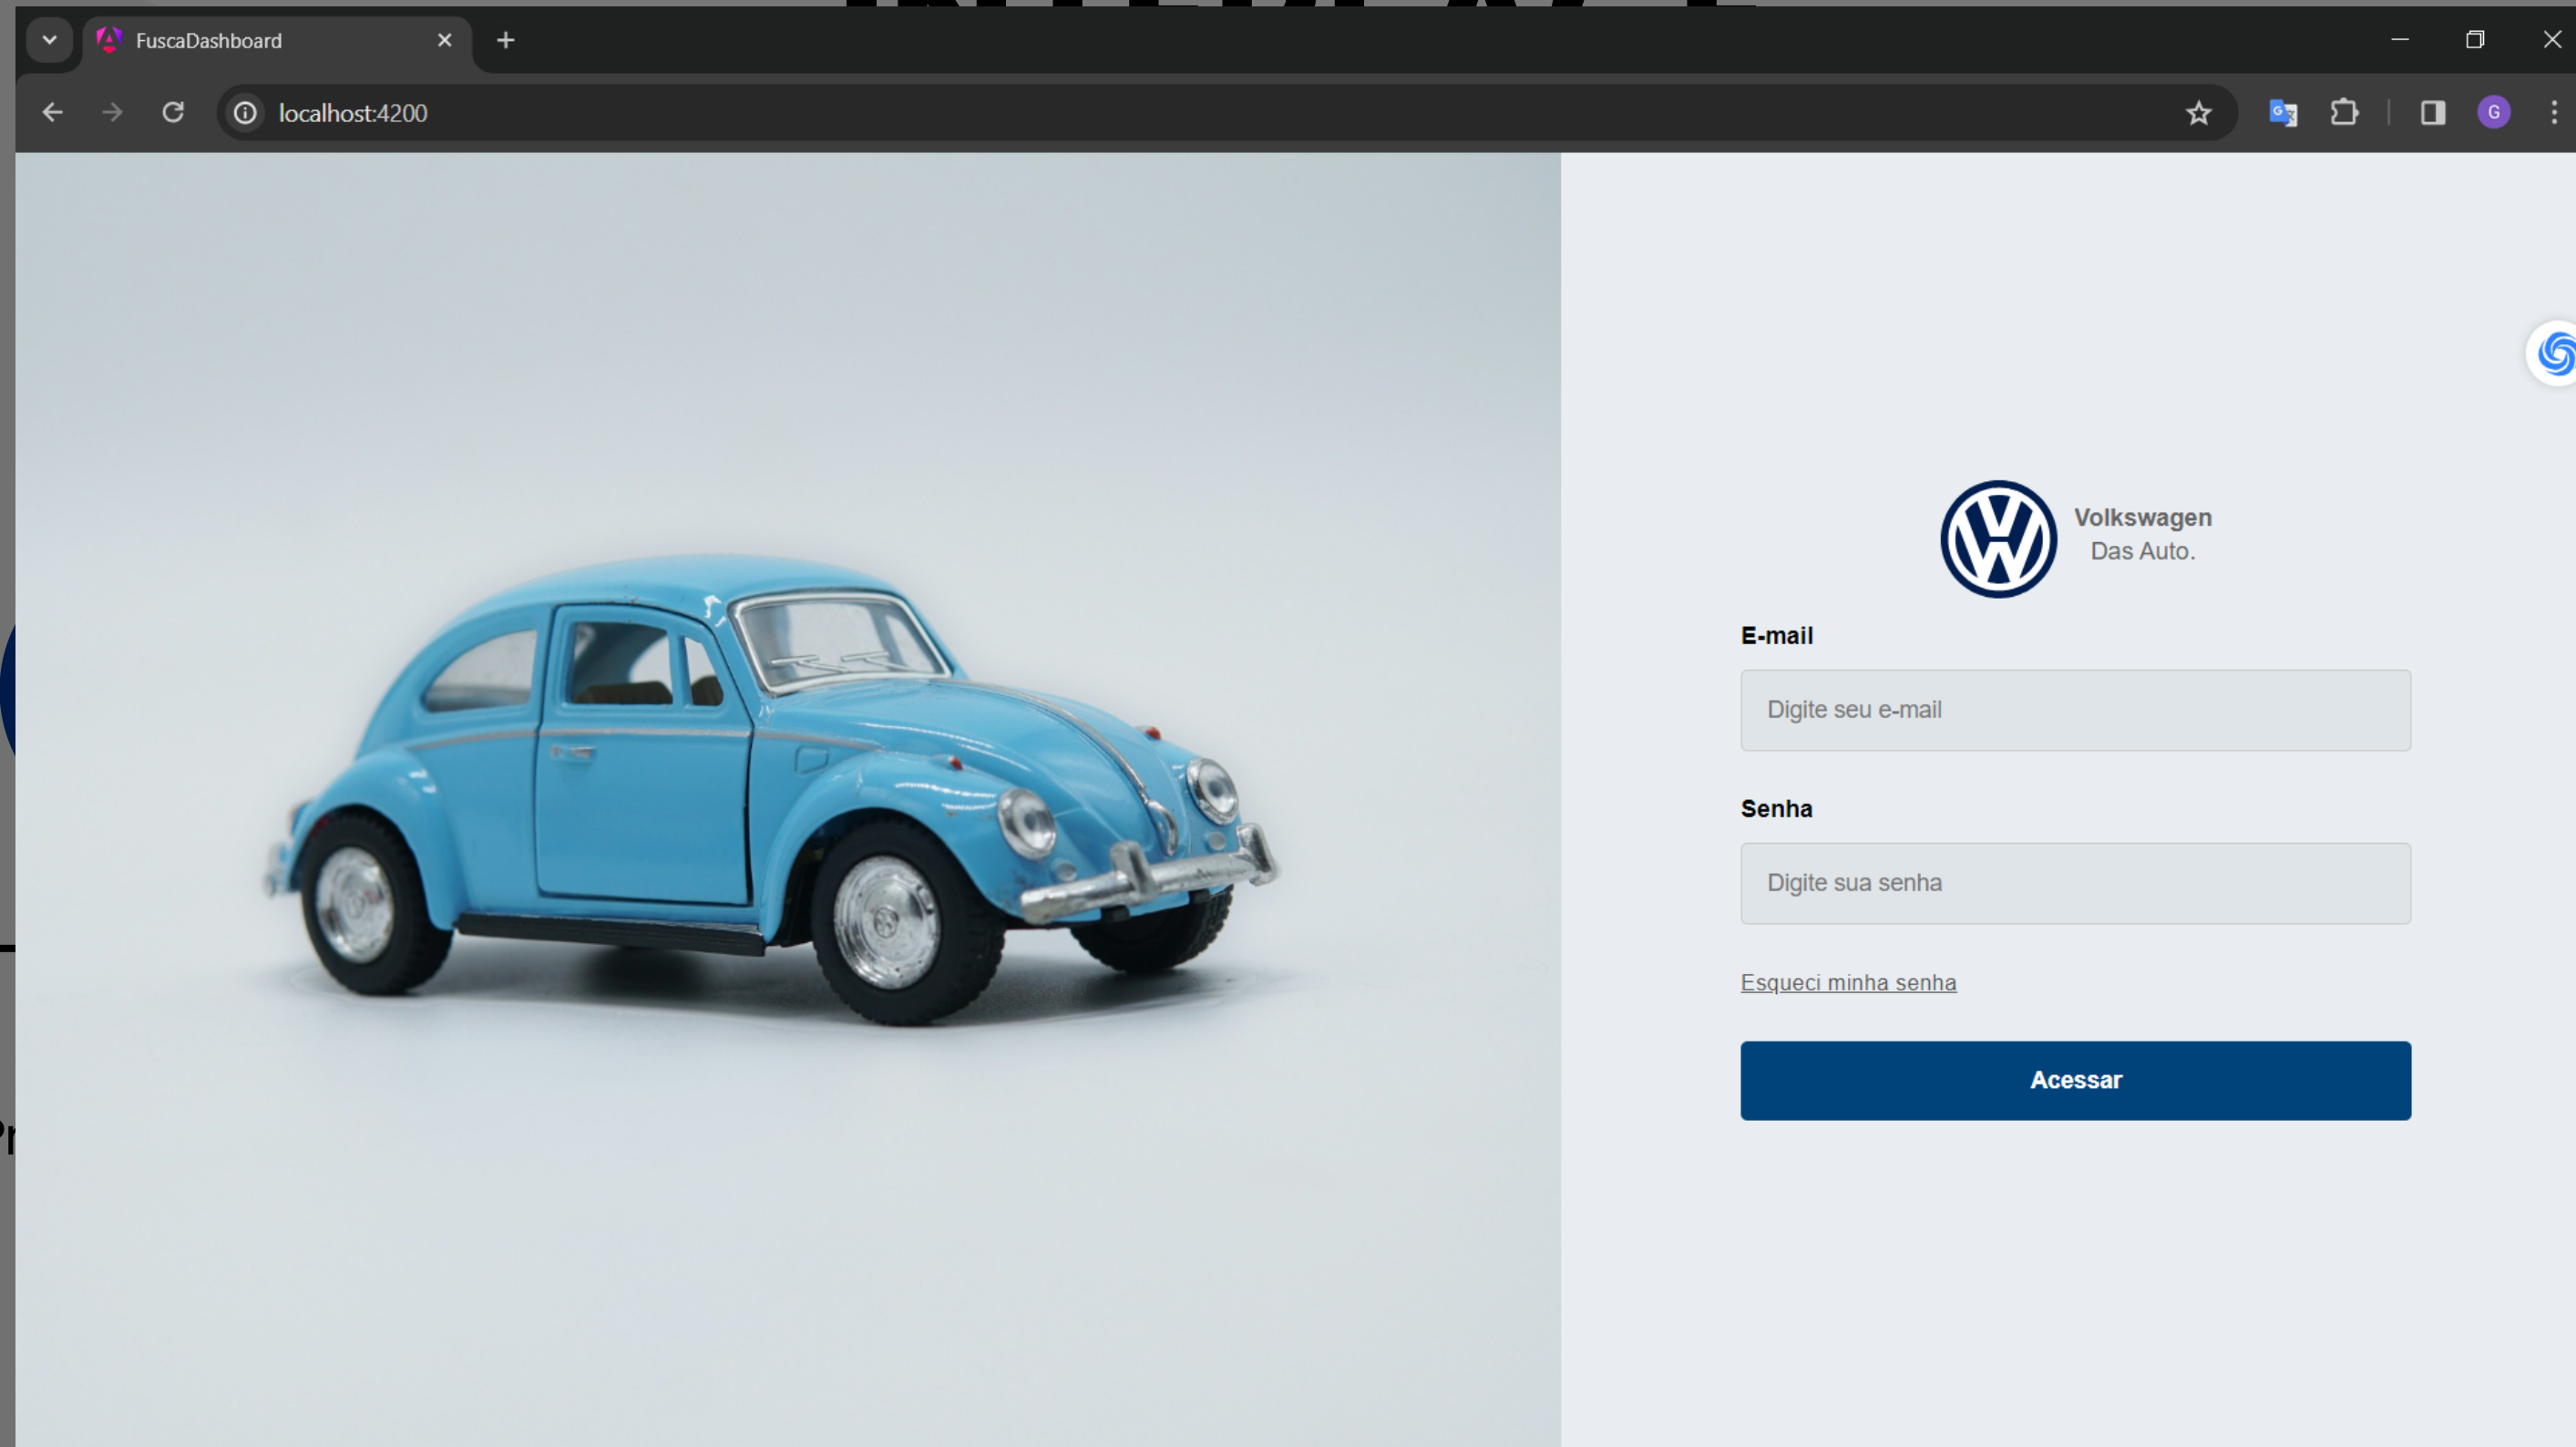 FuscaDashboard
localhost:4200
G
Volkswagen
Das Auto.
E-mail
Digite seu e-mail
Senha
Digite sua senha
Esqueci minha senha
Acessar